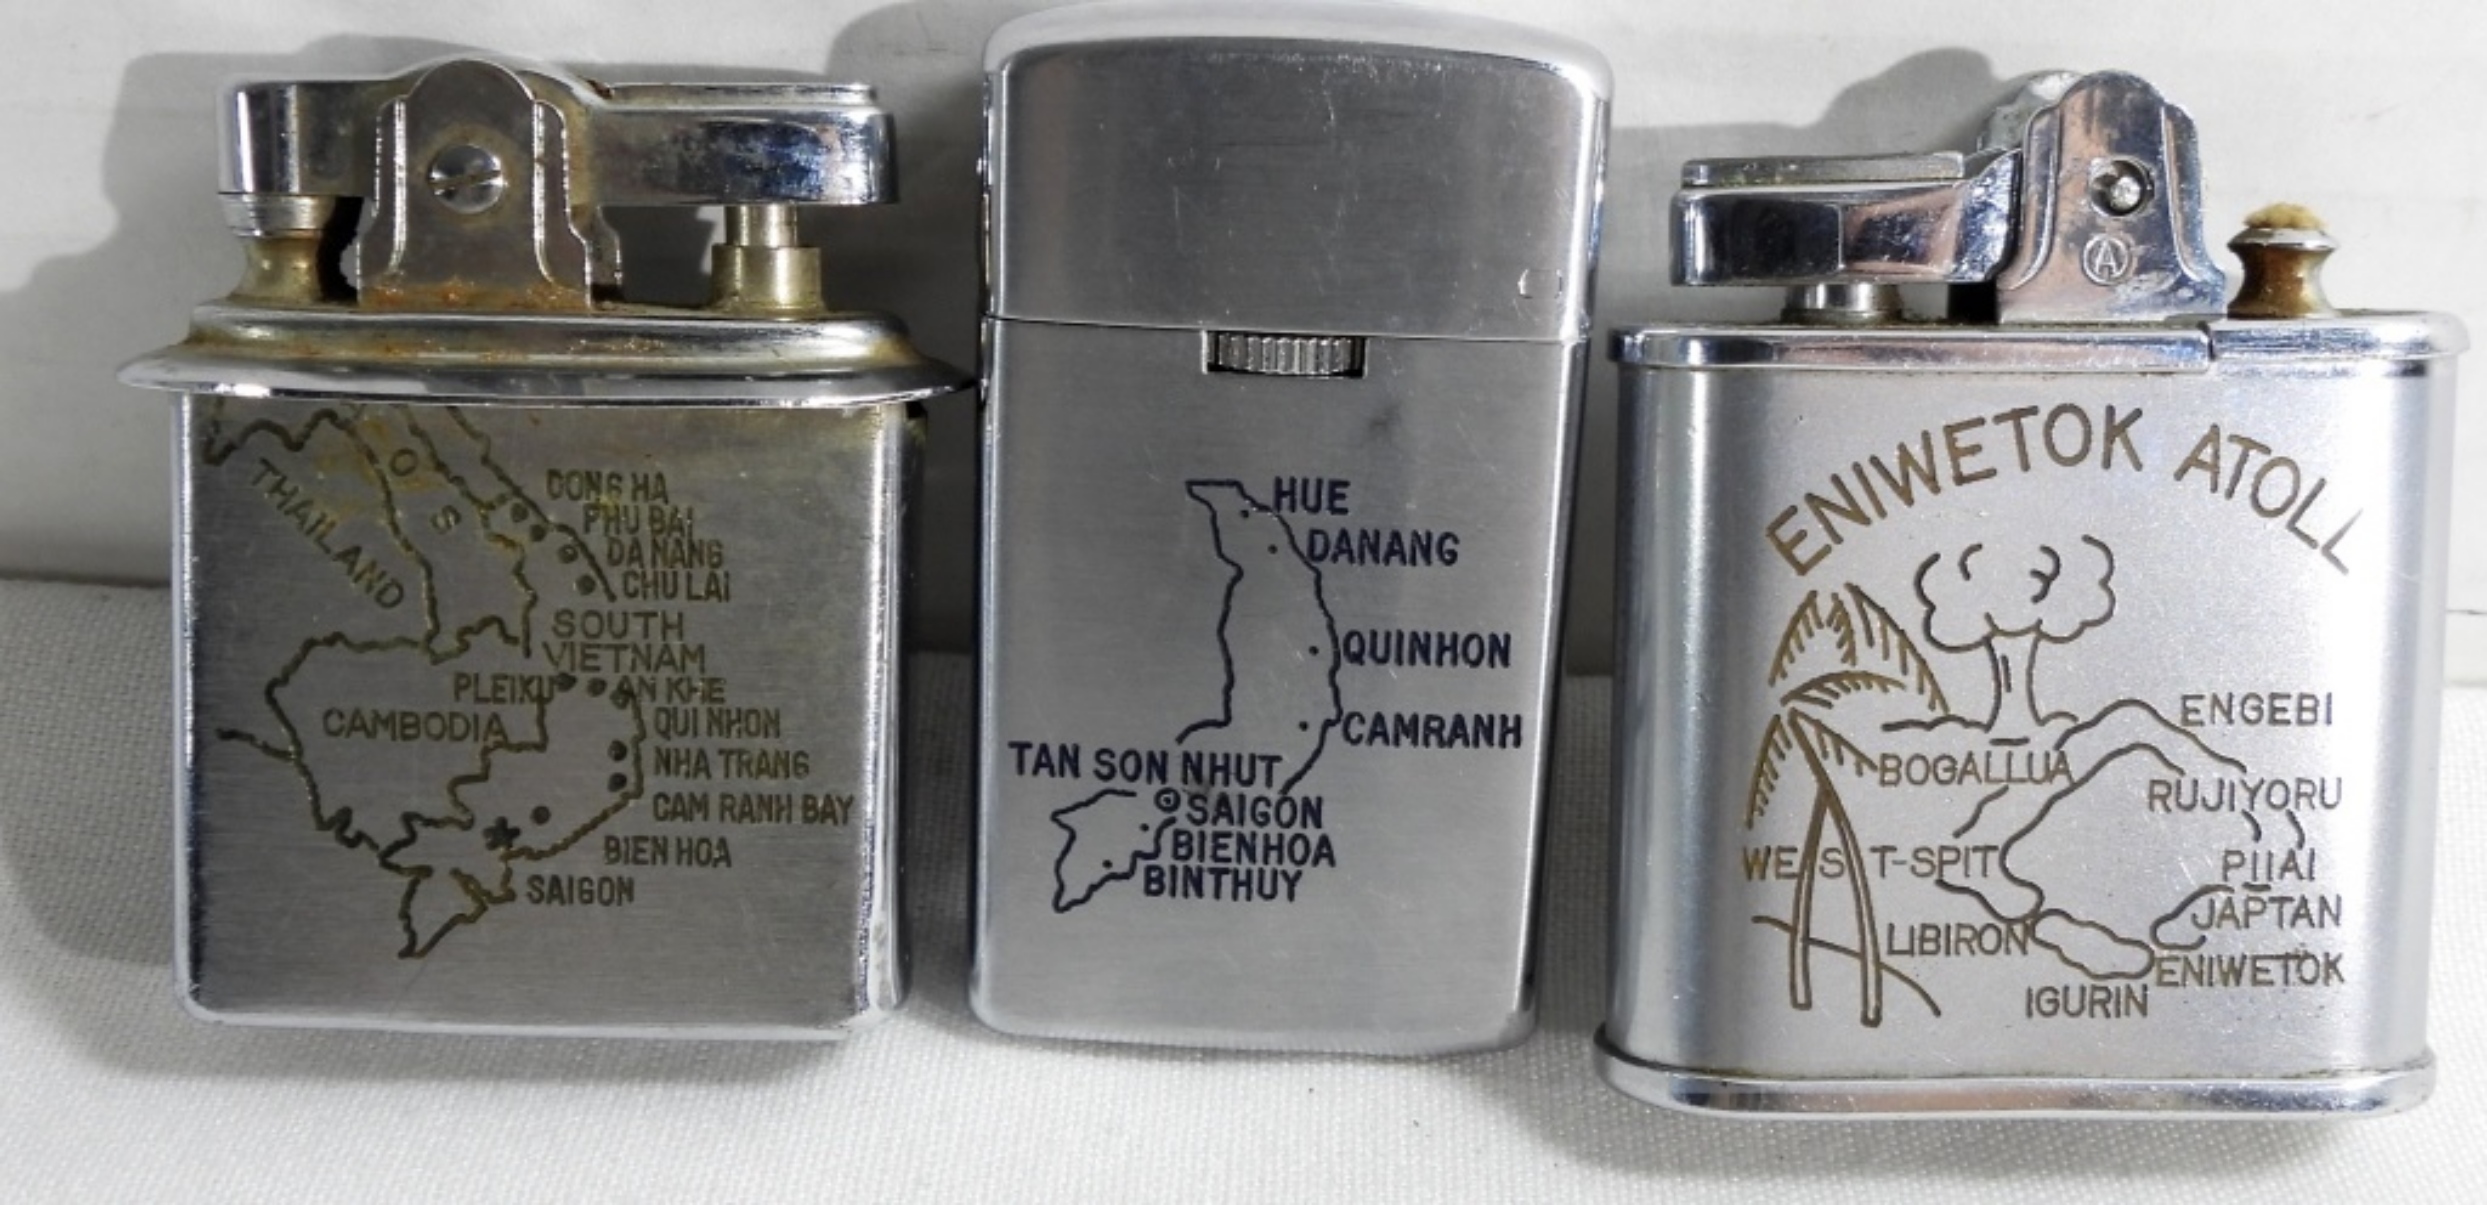 THAILAND
O
S
DONG HA
PHU BAI
DA NANG
CHU LAI
SOUTH
VIETNAM
PLEIKU AN KHE
CAMBODIA
QUI NHON
NHA TRANG
CAM RANH BAY
BIEN HOA
SAIGON
HUE
DANANG
QUINHON
CAMRANH
TAN SON NHUT
SAIGON
BIENHOA
BINTHUY
A
ENIWETOK ATOLL
ENGEBI
BOGALLUA
RUJIYORU
WEST-SPIT
PIIAI
JAPTAN
LIBIRON
ENIWETOK
IGURIN